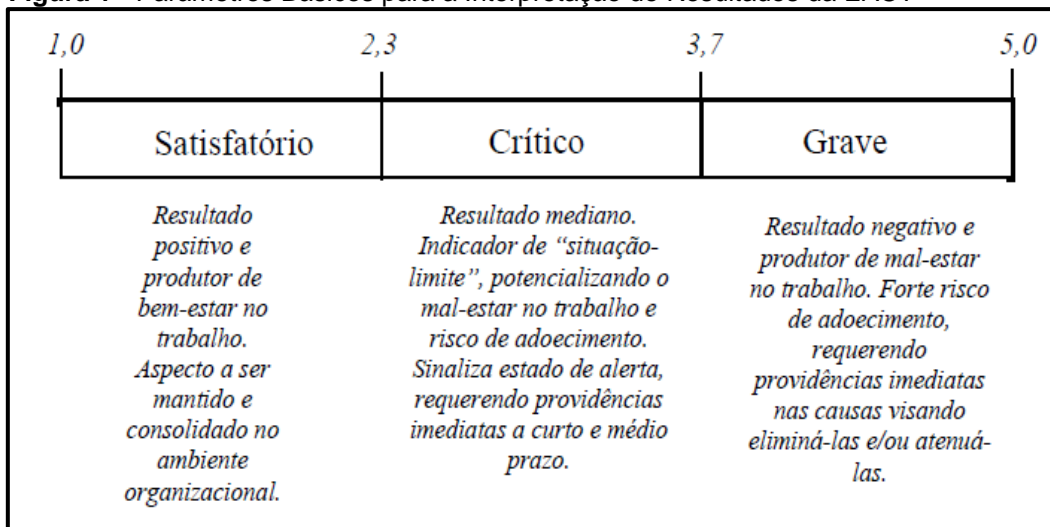 1,0 2,3 3,7 5,0
Satisfatório Crítico Grave
Resultado
positivo e
produtor de
bem-estar no
trabalho.
Aspecto a ser
mantido e
consolidado no
ambiente
organizacional.
Resultado mediano.
Indicador de “situação-
limite”, potencializando o
mal-estar no trabalho e
risco de adoecimento.
Sinaliza estado de alerta,
requerendo providências
imediatas a curto e médio
prazo.
Resultado negativo e
produtor de mal-estar
no trabalho. Forte risco
de adoecimento,
requerendo
providências imediatas
nas causas visando
eliminá-las e/ou atenuá-
las.